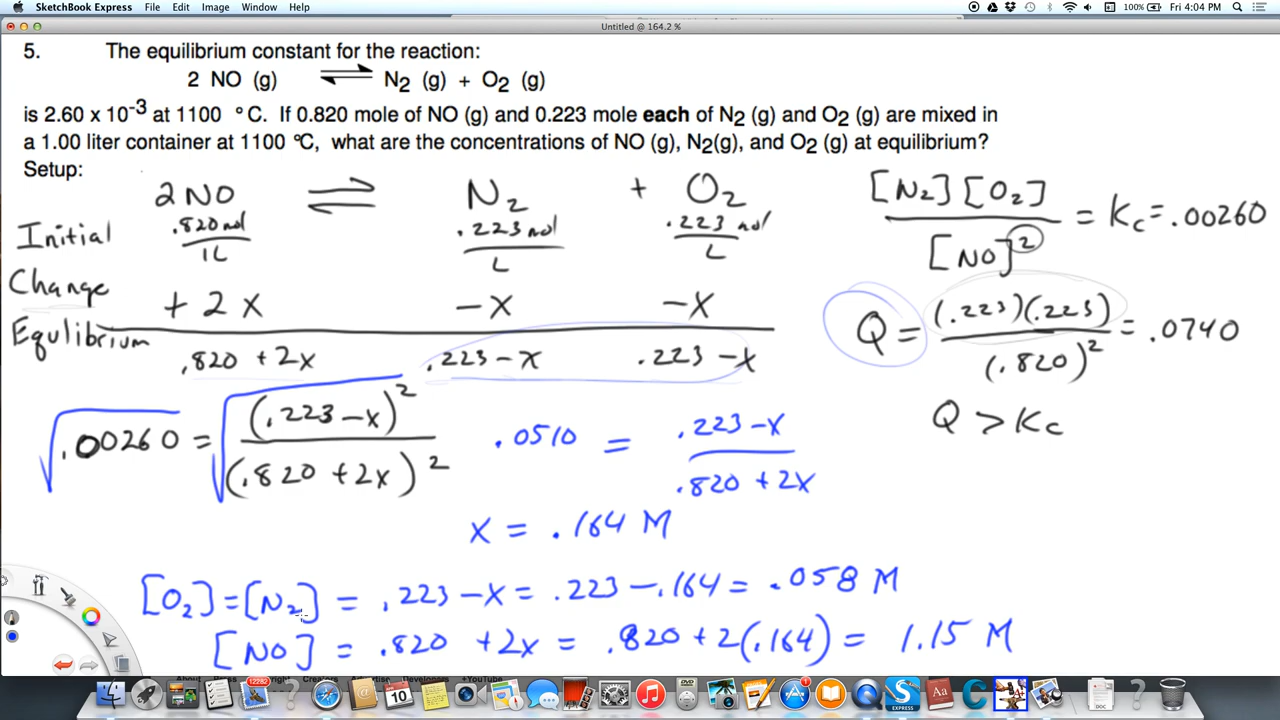 SketchBook Express File Edit Image Window Help 100% Fri 4:04 PM
Untitled @ 164.2 %
5. The equilibrium constant for the reaction:
2 NO (g) ⇌ N2 (g) + O2 (g)
is 2.60 x 10-3 at 1100 °C. If 0.820 mole of NO (g) and 0.223 mole each of N2 (g) and O2 (g) are mixed in
a 1.00 liter container at 1100 °C, what are the concentrations of NO (g), N2(g), and O2 (g) at equilibrium?
Setup:
2NO ⇌ N2 + O2
Initial .820 mol/1L .223 mol/L .223 mol/L
Change +2x -x -x
Equlibrium .820 + 2x .223 - x .223 - x
[N2][O2]/[NO]2 = Kc = .00260
Q = (.223)(.223)/(.820)2 = .0740
Q > Kc
√.00260 = √(.223 - x)2/(.820 + 2x)2
.0510 = .223 - x/.820 + 2x
x = .164 M
[O2] = [N2] = .223 - x = .223 - .164 = .058 M
[NO] = .820 + 2x = .820 + 2(.164) = 1.15 M
12282
10
EXPRESS